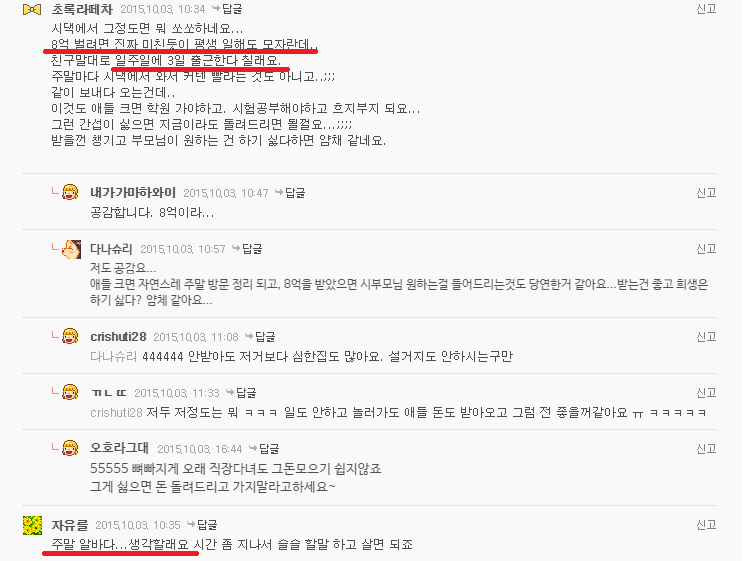 초록라떼차 2015,10,03, 10:34 답글 신고
시댁에서 그정도면 뭐 쏘쏘하네요...
8억 벌려면 진짜 미친듯이 평생 일해도 모자란데..
친구말대로 일주일에 3일 출근한다 칠래요.
주말마다 시댁에서 와서 커텐 빨라는 것도 아니고..;;;
같이 보내다 오는건데..
이것도 애들 크면 학원 가야하고. 시험공부해야하고 흐지부지 되요...
그런 간섭이 싫으면 지금이라도 돌려드리면 될껄요...;;;;
받을껀 챙기고 부모님이 원하는 건 하기 싫다하면 얌채 같네요.
내가가마하와이 2015,10,03, 10:47 답글 신고
공감합니다. 8억이라...
다나슈리 2015,10,03, 10:57 답글 신고
저도 공감요...
애들 크면 자연스레 주말 방문 정리 되고, 8억을 받았으면 시부모님 원하는걸 들어드리는것도 당연한거 같아요...받는건 좋고 희생은
하기 싫다? 얌체 같아요...
crishuti28 2015,10,03, 11:08 답글 신고
다나슈리 444444 안받아도 저거보다 심한집도 많아요. 설거지도 안하시는구만
ㄲㄴㄸ 2015,10,03, 11:33 답글 신고
crishuti28 저두 저정도는 뭐 ㅋㅋㅋ 일도 안하고 놀러가도 애들 돈도 받아오고 그럼 전 좋을꺼같아요 ㅠ ㅋㅋㅋㅋㅋ
오호라그대 2015,10,03, 16:44 답글 신고
55555 뼈빠지게 오래 직장다녀도 그돈모으기 쉽지않죠
그게 싫으면 돈 돌려드리고 가지말라고하세요~
자유를 2015,10,03, 10:35 답글 신고
주말 알바다...생각할래요 시간 좀 지나서 슬슬 할말 하고 살면 되죠